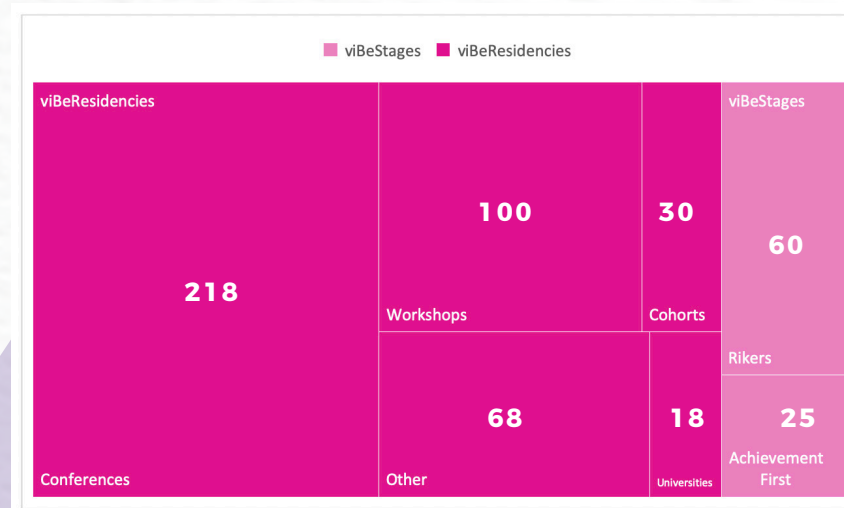 viBeStages viBeResidencies
viBeResidencies
218
Conferences
100
Workshops
30
Cohorts
68
Other
18
Universities
viBeStages
60
Rikers
25
Achievement
First